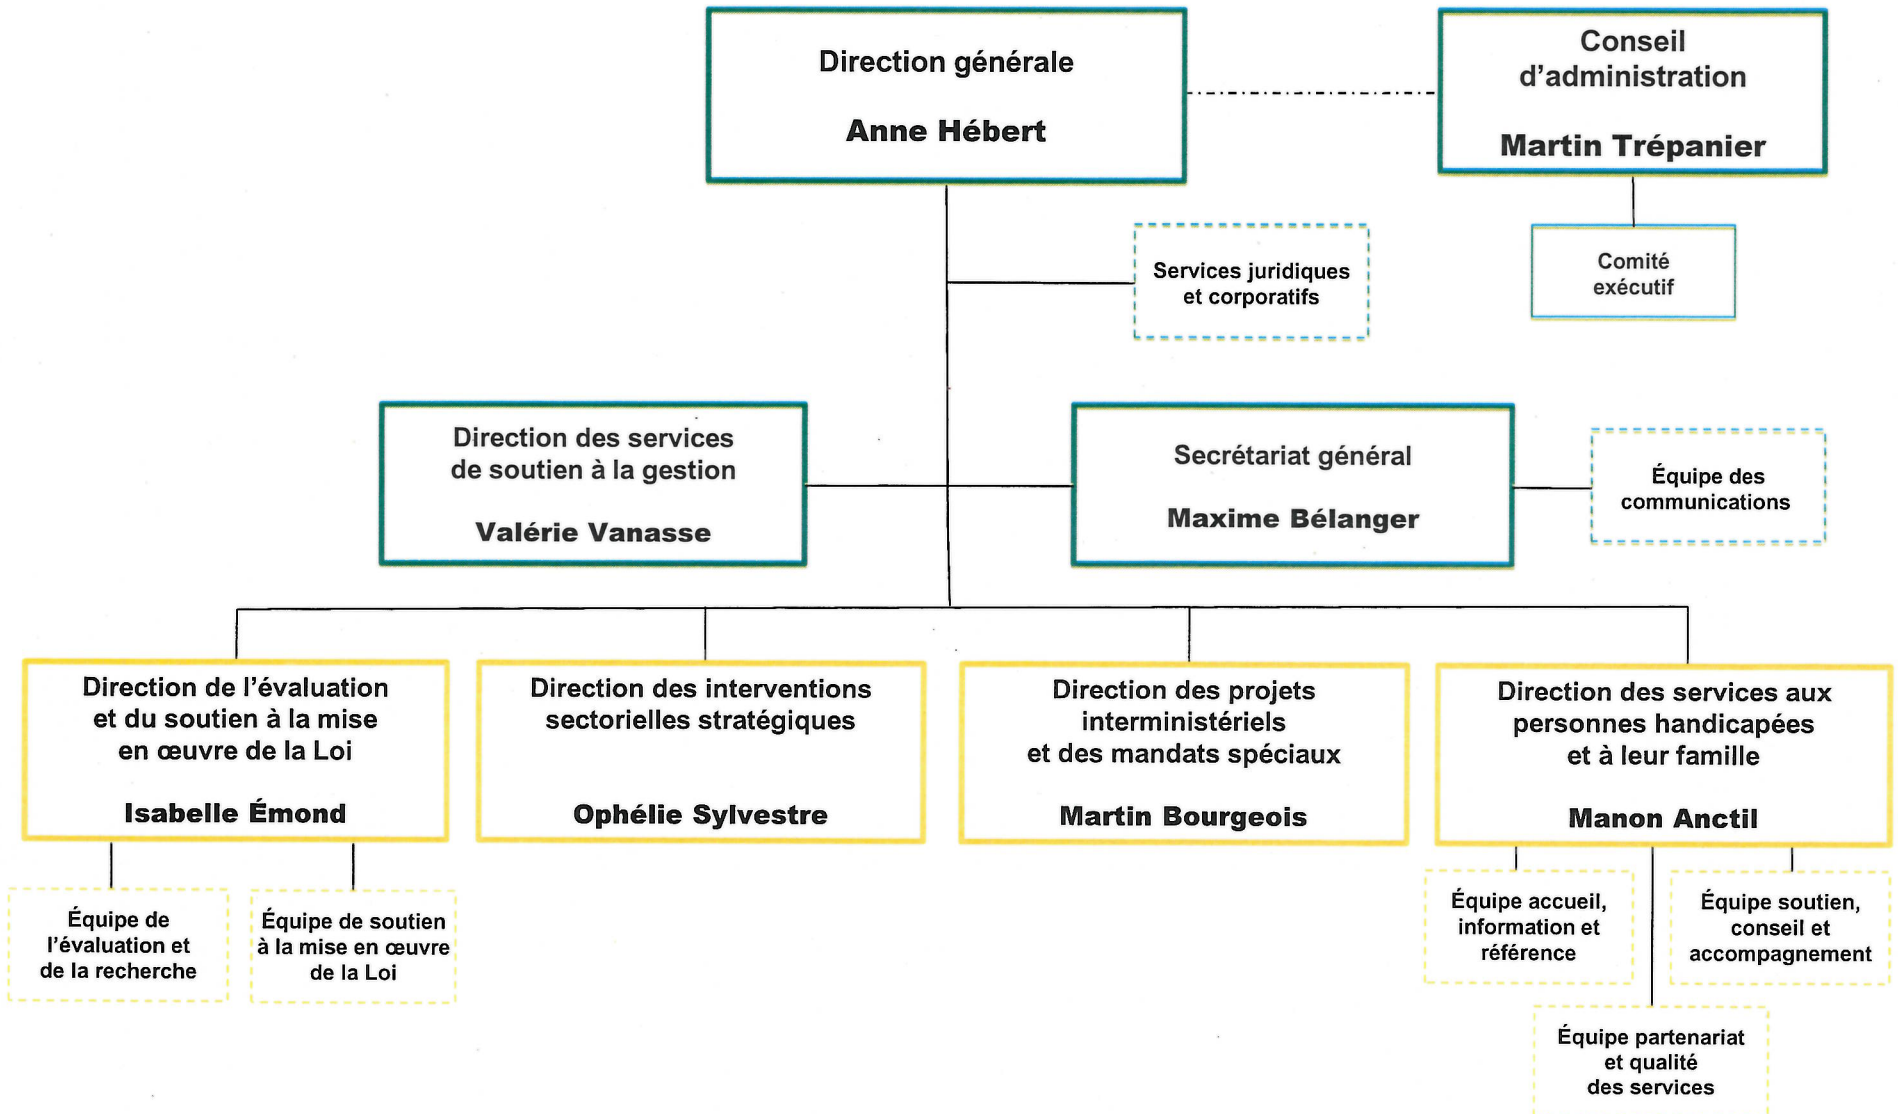 Direction générale
Anne Hébert
Conseil
d’administration
Martin Trépanier
Services juridiques
et corporatifs
Comité
exécutif
Direction des services
de soutien à la gestion
Valérie Vanasse
Secrétariat général
Maxime Bélanger
Équipe des
communications
Direction de l’évaluation
et du soutien à la mise
en œuvre de la Loi
Isabelle Émond
Direction des interventions
sectorielles stratégiques
Ophélie Sylvestre
Direction des projets
interministériels
et des mandats spéciaux
Martin Bourgeois
Direction des services aux
personnes handicapées
et à leur famille
Manon Anctil
Équipe de
l’évaluation et
de la recherche
Équipe de soutien
à la mise en œuvre
de la Loi
Équipe accueil,
information et
référence
Équipe soutien,
conseil et
accompagnement
Équipe partenariat
et qualité
des services